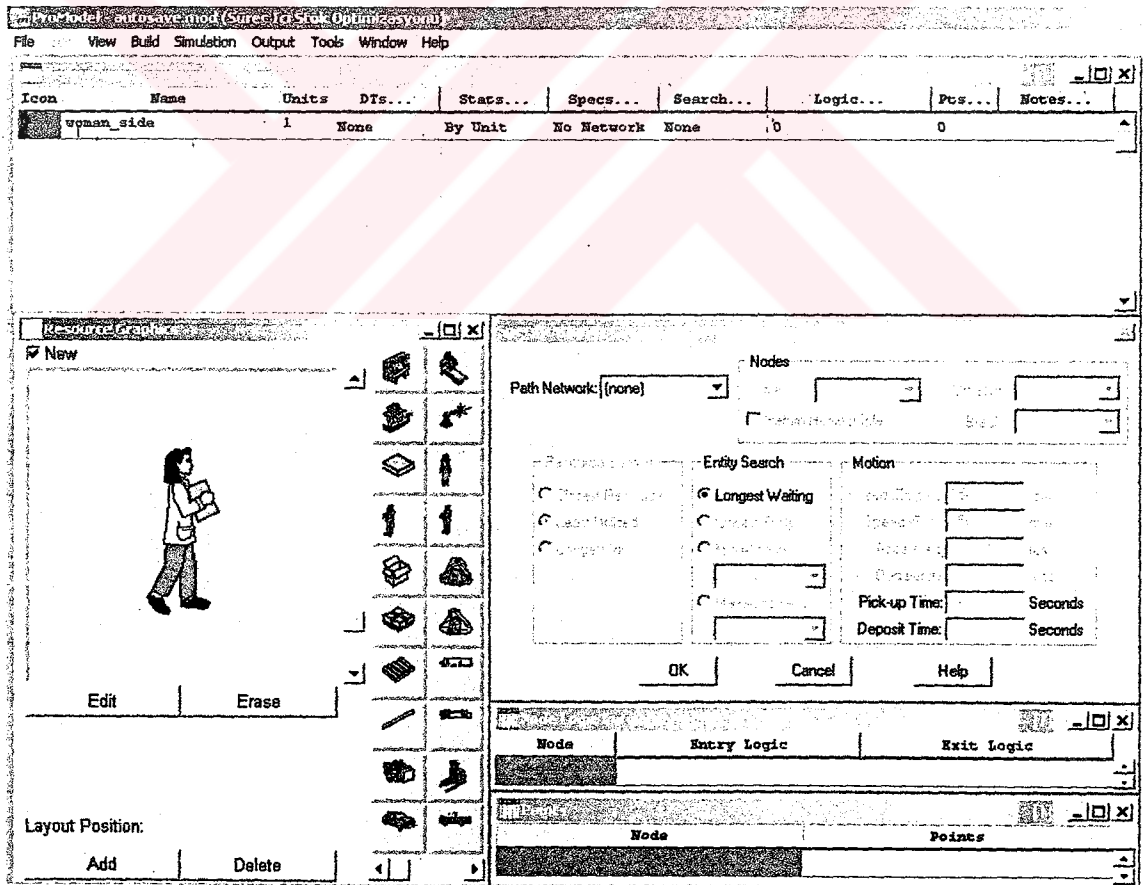 ProModel - autosave.mod (Surec Ici Stok Optimizasyonu)
File View Build Simulation Output Tools Window Help
Icon Name Units DTs... Stats... Specs... Search... Logic... Pts... Notes...
woman_side 1 None By Unit No Network None 0 0
Resource Graphics
New
Edit Erase
Layout Position:
Add Delete
Path Network: (none)
Nodes
Entity Search
Motion
Longest Waiting
Pick-up Time: Seconds
Deposit Time: Seconds
OK Cancel Help
Node Entry Logic Exit Logic
Node Points